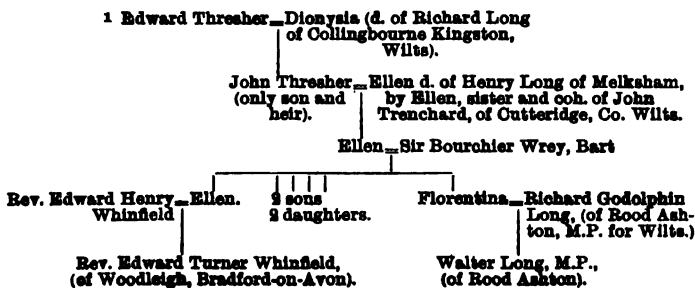 1 Edward Thresher=Dionysia (d. of Richard Long
of Collingbourne Kingston,
Wilts).
John Thresher=Ellen d. of Henry Long of Melksham,
(only son and by Ellen, sister and coh. of John
heir). Trenchard, of Cutteridge, Co. Wilts.
Ellen=Sir Bourchier Wrey, Bart
Rev. Edward Henry=Ellen. 2 sons Florentina=Richard Godolphin
Whinfield 2 daughters. Long, (of Rood Ash-
ton, M.P. for Wilts.)
Rev. Edward Turner Whinfield, Walter Long, M.P.,
(of Woodleigh, Bradford-on-Avon). (of Rood Ashton).